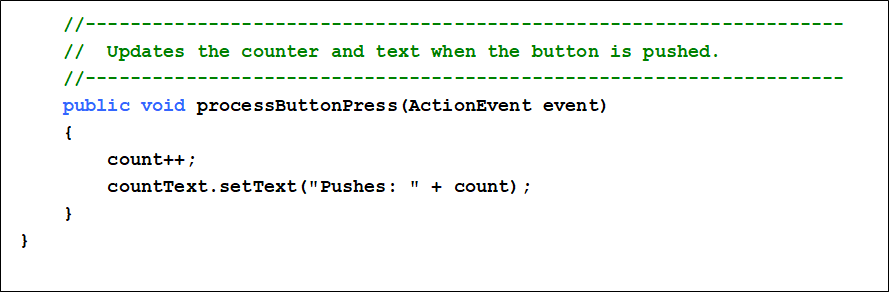 //--------------------------------------------------------------------
//  Updates the counter and text when the button is pushed.
//--------------------------------------------------------------------
public void processButtonPress(ActionEvent event)
{
    count++;
    countText.setText("Pushes: " + count);
}
}